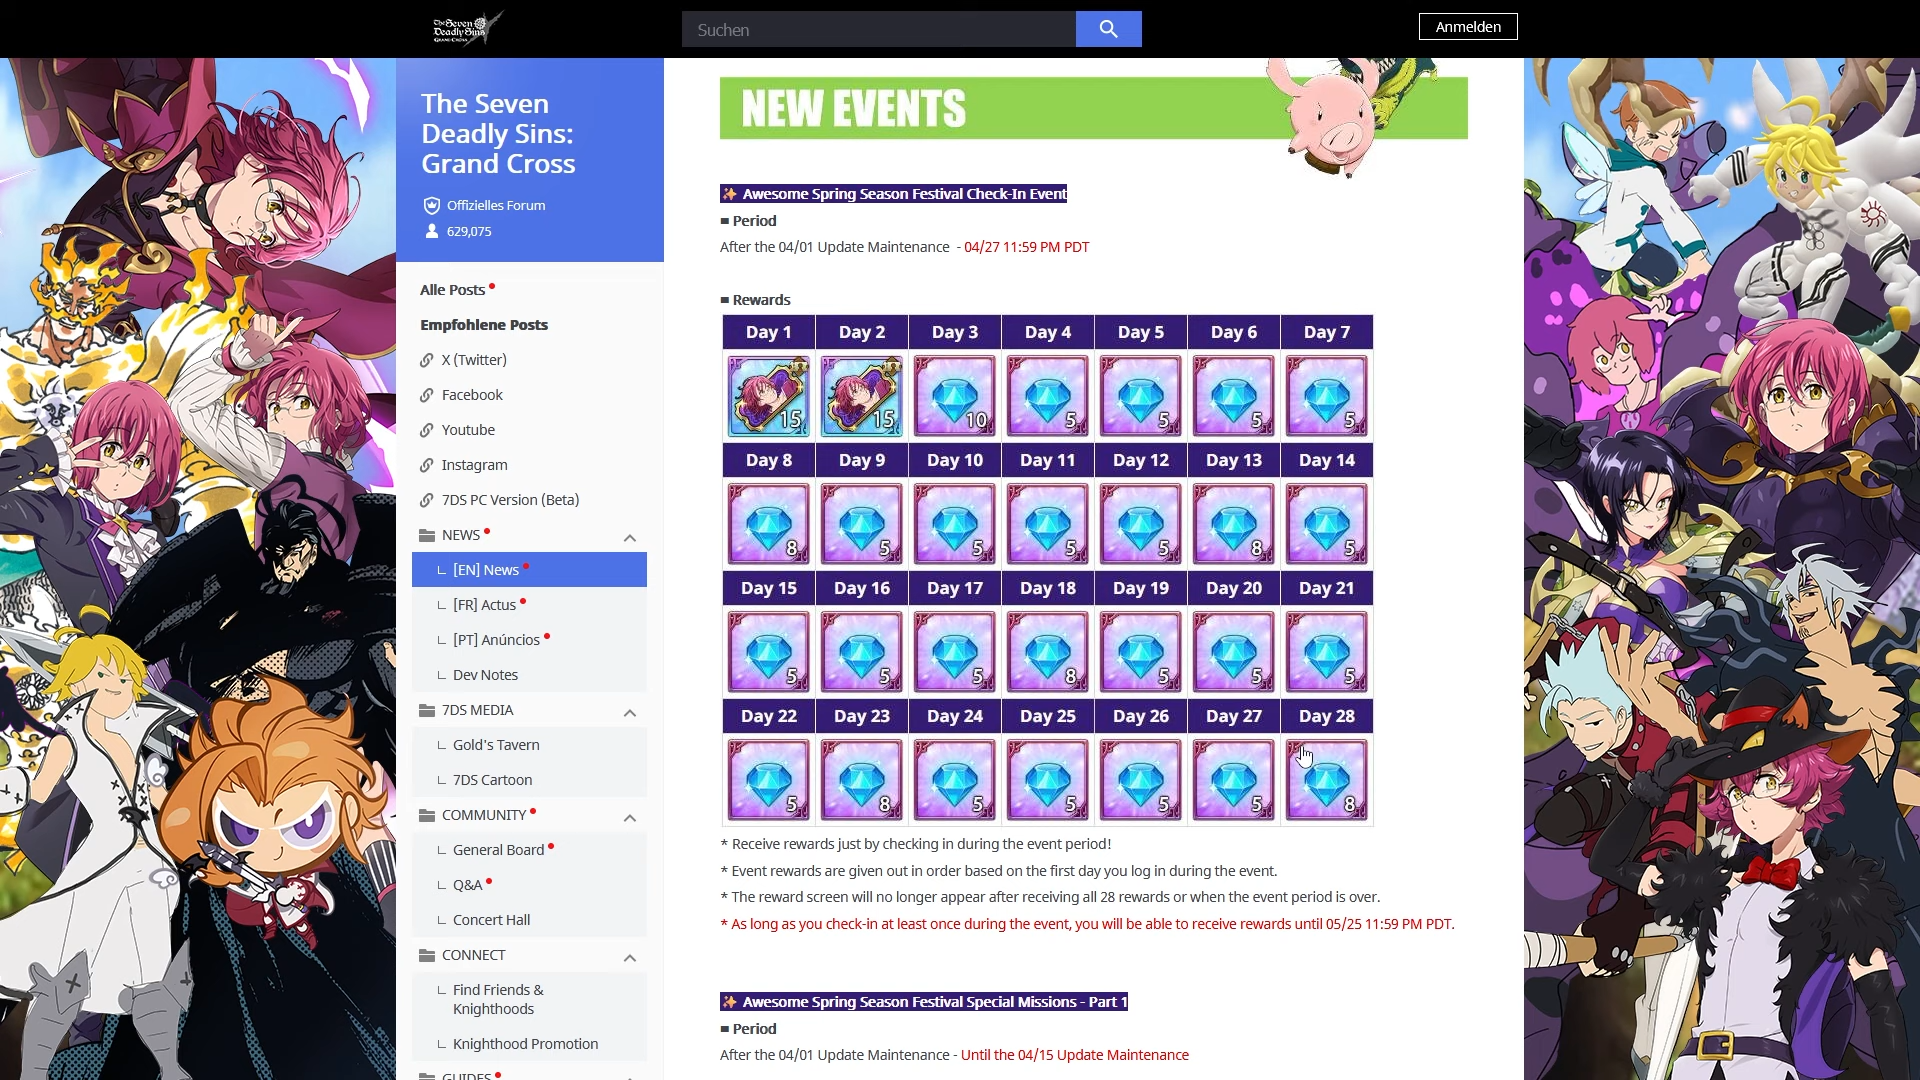 The Seven
Deadly Sins
GRAND CROSS
Suchen
Anmelden
The Seven
Deadly Sins:
Grand Cross
Offizielles Forum
629,075
Alle Posts
Empfohlene Posts
X (Twitter)
Facebook
Youtube
Instagram
7DS PC Version (Beta)
NEWS
[EN] News
[FR] Actus
[PT] Anúncios
Dev Notes
7DS MEDIA
Gold's Tavern
7DS Cartoon
COMMUNITY
General Board
Q&A
Concert Hall
CONNECT
Find Friends &
Knighthoods
Knighthood Promotion
GUIDES
NEW EVENTS
✨ Awesome Spring Season Festival Check-In Event
■ Period
After the 04/01 Update Maintenance - 04/27 11:59 PM PDT
■ Rewards
Day 1 Day 2 Day 3 Day 4 Day 5 Day 6 Day 7
15 15 10 5 5 5 5
Day 8 Day 9 Day 10 Day 11 Day 12 Day 13 Day 14
8 5 5 5 5 8 5
Day 15 Day 16 Day 17 Day 18 Day 19 Day 20 Day 21
5 5 5 8 5 5 5
Day 22 Day 23 Day 24 Day 25 Day 26 Day 27 Day 28
5 8 5 5 5 5 8
* Receive rewards just by checking in during the event period!
* Event rewards are given out in order based on the first day you log in during the event.
* The reward screen will no longer appear after receiving all 28 rewards or when the event period is over.
* As long as you check-in at least once during the event, you will be able to receive rewards until 05/25 11:59 PM PDT.
✨ Awesome Spring Season Festival Special Missions - Part 1
■ Period
After the 04/01 Update Maintenance - Until the 04/15 Update Maintenance